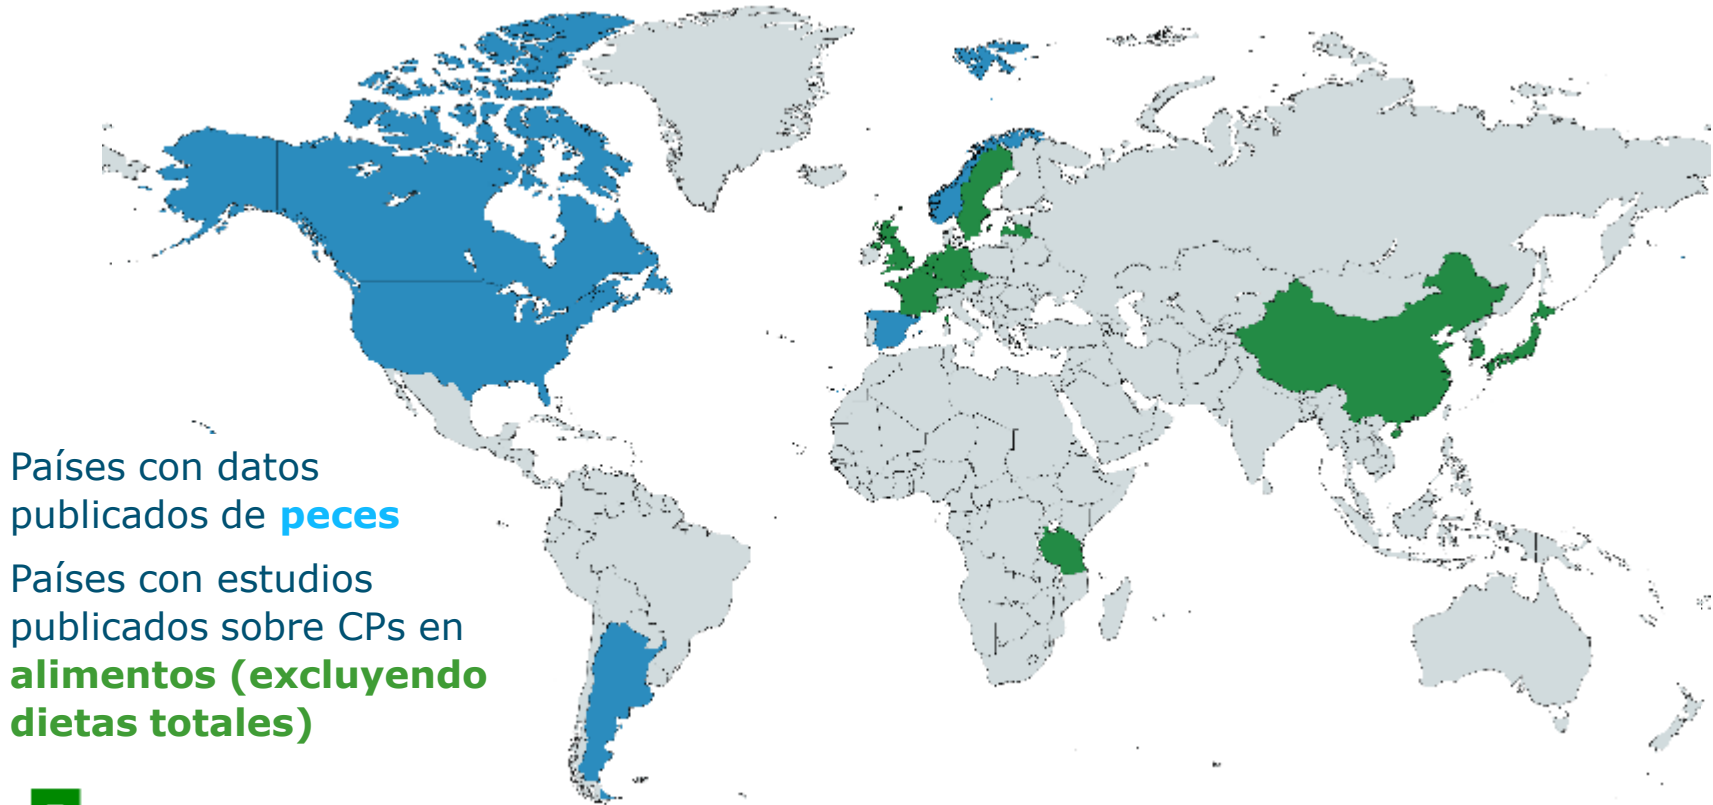 Países con datos
publicados de peces
Países con estudios
publicados sobre CPs en
alimentos (excluyendo
dietas totales)